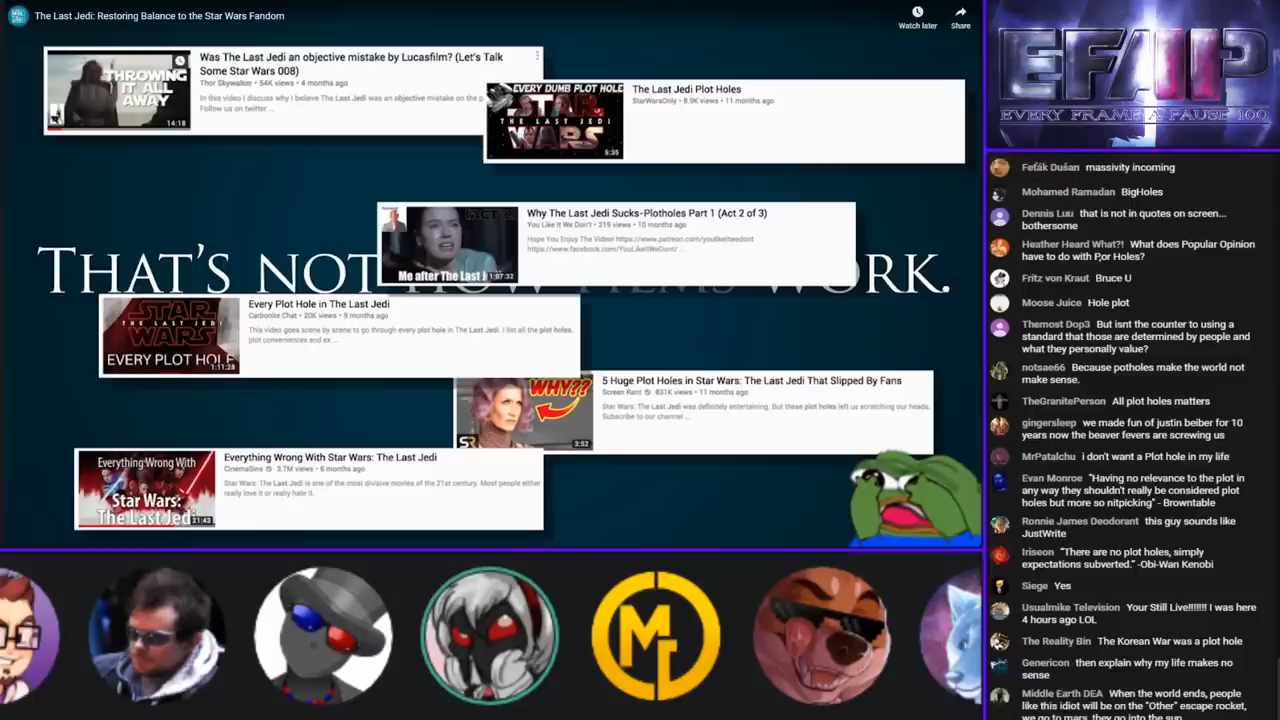 The Last Jedi: Restoring Balance to the Star Wars Fandom
Watch later
Share
Was The Last Jedi an objective mistake by Lucasfilm? (Let's Talk
Some Star Wars 008)
Thor Skywalker • 54K views • 4 months ago
In this video I discuss why I believe The Last Jedi was an objective mistake on the p
Follow us on twitter ...
THROWING
IT ALL
AWAY
14:18
The Last Jedi Plot Holes
StarWarsOnly • 8.9K views • 11 months ago
EVERY DUMB PLOT HOLE
STAR
THE LAST JEDI
WARS
5:35
Why The Last Jedi Sucks-Plotholes Part 1 (Act 2 of 3)
You Like It We Don't • 219 views • 10 months ago
Hope You Enjoy The Video! https://www.patreon.com/youlikeitwedont
https://www.facebook.com/YouLikeItWeDont/ ...
Me after The Last J
1:07:32
THAT'S NOT HOW FILMS WORK.
Every Plot Hole in The Last Jedi
Carbonite Chat • 20K views • 9 months ago
This video goes scene by scene to go through every plot hole in The Last Jedi. I list all the plot holes,
plot conveniences and ex ...
STAR
THE LAST JEDI
WARS
EVERY PLOT HOLE
1:11:28
5 Huge Plot Holes in Star Wars: The Last Jedi That Slipped By Fans
Screen Rant • 831K views • 11 months ago
Star Wars: The Last Jedi was definitely entertaining. But these plot holes left us scratching our heads.
Subscribe to our channel ...
WHY??
SR
3:52
Everything Wrong With Star Wars: The Last Jedi
CinemaSins • 3.7M views • 6 months ago
Star Wars: The Last Jedi is one of the most divisive movies of the 21st century. Most people either
really love it or really hate it.
Everything Wrong With
Star Wars:
The Last Jedi
21:43
EFAP
EVERY FRAME A PAUSE 100
Feťák Dušan massivity incoming
Mohamed Ramadan BigHoles
Dennis Luu that is not in quotes on screen...
bothersome
Heather Heard What?! What does Popular Opinion
have to do with P;or Holes?
Fritz von Kraut Bruce U
Moose Juice Hole plot
Themost Dop3 But isnt the counter to using a
standard that those are determined by people and
what they personally value?
notsae66 Because potholes make the world not
make sense.
TheGranitePerson All plot holes matters
gingersleep we made fun of justin beiber for 10
years now the beaver fevers are screwing us
MrPatalchu i don't want a Plot hole in my life
Evan Monroe "Having no relevance to the plot in
any way they shouldn't really be considered plot
holes but more so nitpicking" - Browntable
Ronnie James Deodorant this guy sounds like
JustWrite
Iriseon "There are no plot holes, simply
expectations subverted." -Obi-Wan Kenobi
Siege Yes
Usualmike Television Your Still Live!!!!!!! I was here
4 hours ago LOL
The Reality Bin The Korean War was a plot hole
Genericon then explain why my life makes no
sense
Middle Earth DEA When the world ends, people
like this idiot will be on the "Other" escape rocket,
we go to mars, they go into the sun